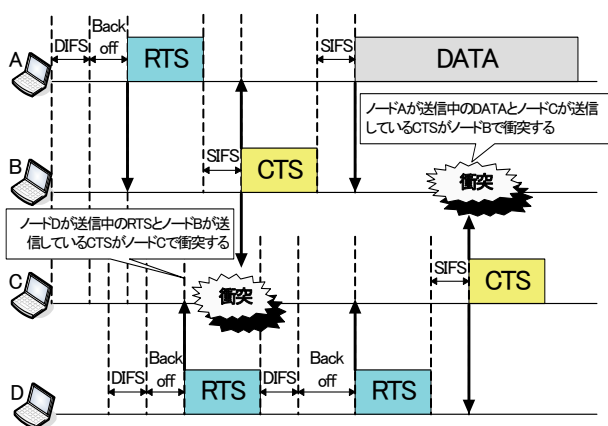 DIFS
Back
off
RTS
SIFS
DATA
A
ノードAが送信中のDATAとノードCが送信
しているCTSがノードBで衝突する
B
SIFS
CTS
衝突
ノードDが送信中のRTSとノードBが送
信しているCTSがノードCで衝突する
C
衝突
SIFS
CTS
D
DIFS
Back
off
RTS
DIFS
Back
off
RTS